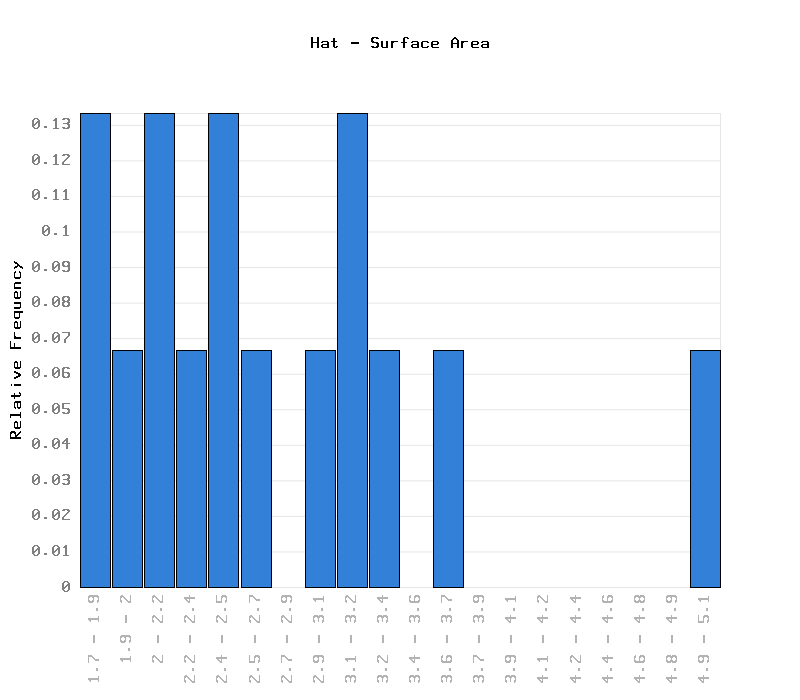 Hat - Surface Area
Relative Frequency
0.13
0.12
0.11
0.1
0.09
0.08
0.07
0.06
0.05
0.04
0.03
0.02
0.01
0
1.7 - 1.9
1.9 - 2
2 - 2.2
2.2 - 2.4
2.4 - 2.5
2.5 - 2.7
2.7 - 2.9
2.9 - 3.1
3.1 - 3.2
3.2 - 3.4
3.4 - 3.6
3.6 - 3.7
3.7 - 3.9
3.9 - 4.1
4.1 - 4.2
4.2 - 4.4
4.4 - 4.6
4.6 - 4.8
4.8 - 4.9
4.9 - 5.1